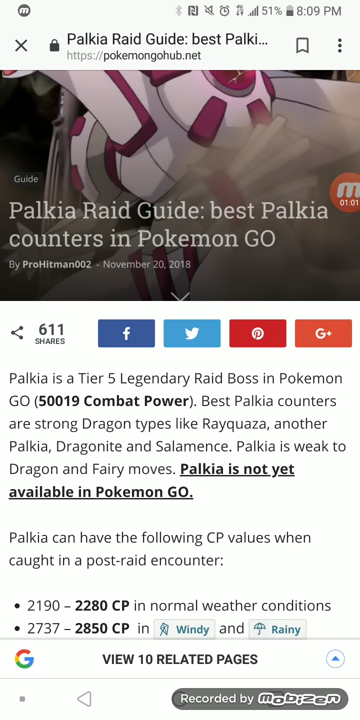 51% 8:09 PM
Palkia Raid Guide: best Palki...
https://pokemongohub.net
Guide
Palkia Raid Guide: best Palkia
counters in Pokemon GO
By ProHitman002 - November 20, 2018
01:01
611
SHARES
G+
Palkia is a Tier 5 Legendary Raid Boss in Pokemon
GO (50019 Combat Power). Best Palkia counters
are strong Dragon types like Rayquaza, another
Palkia, Dragonite and Salamence. Palkia is weak to
Dragon and Fairy moves. Palkia is not yet
available in Pokemon GO.
Palkia can have the following CP values when
caught in a post-raid encounter:
• 2190 – 2280 CP in normal weather conditions
• 2737 – 2850 CP in Windy and Rainy
VIEW 10 RELATED PAGES
Recorded by mobizen